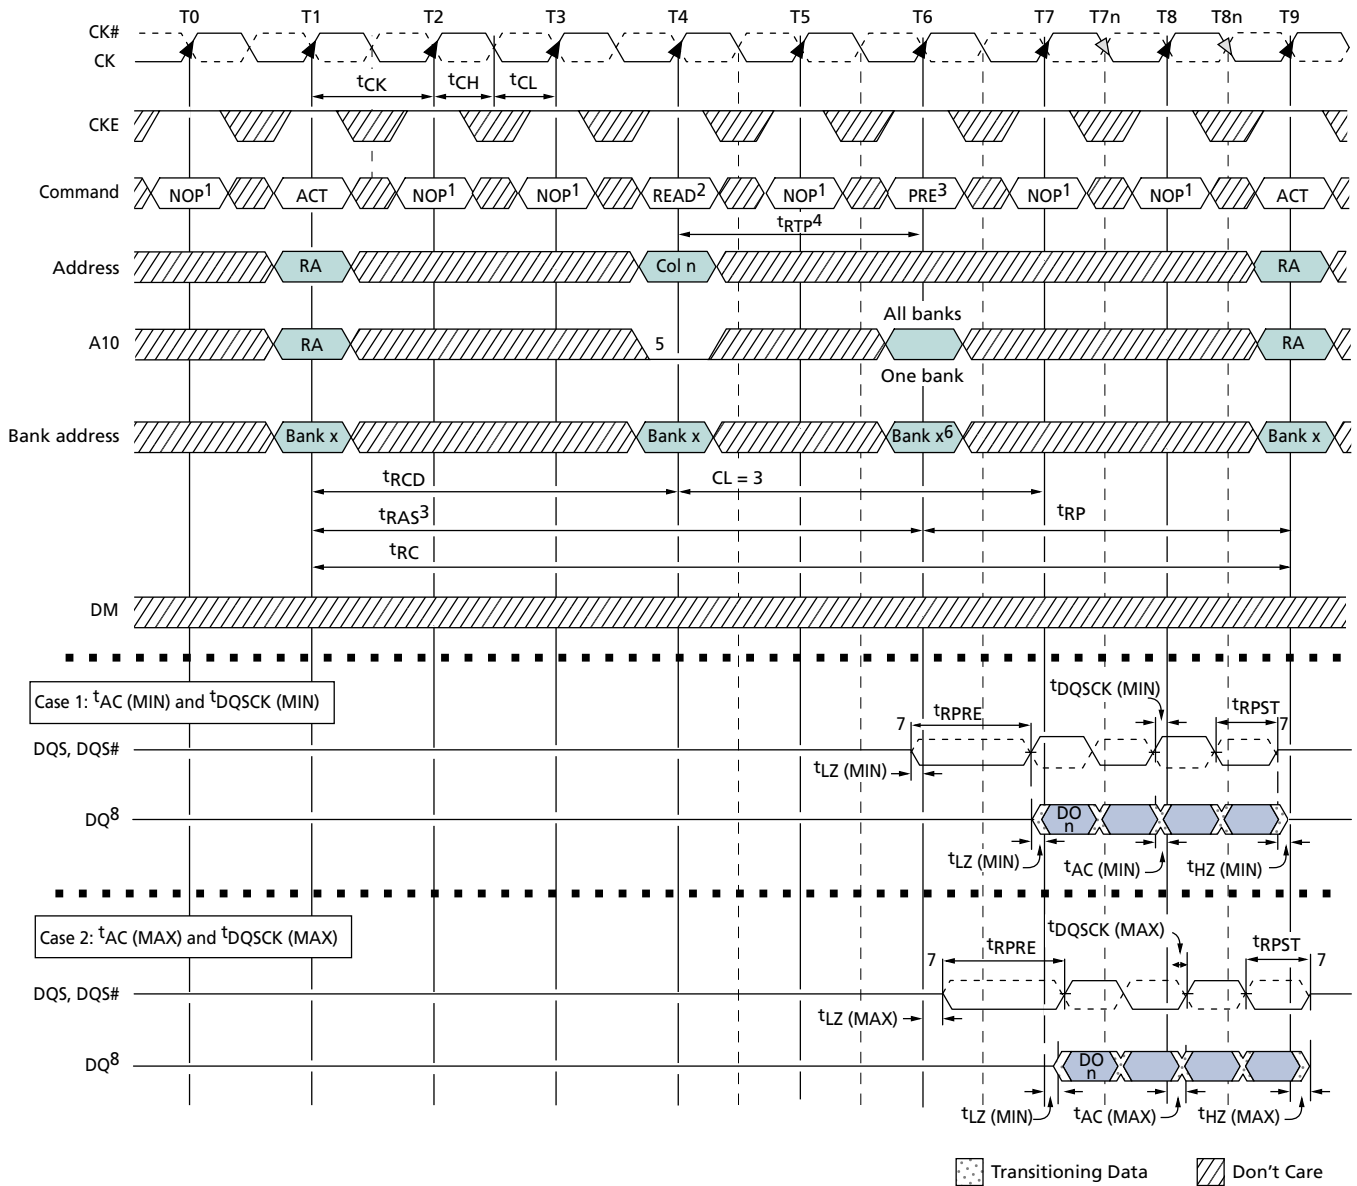 T0 T1 T2 T3 T4 T5 T6 T7 T7n T8 T8n T9
CK#
CK
tCK tCH tCL
CKE
Command NOP1 ACT NOP1 NOP1 READ2 NOP1 PRE3 NOP1 NOP1 ACT
tRTP4
Address RA Col n RA
All banks
A10 RA 5 RA
One bank
Bank address Bank x Bank x Bank x6 Bank x
tRCD CL = 3
tRAS3 tRP
tRC
DM
Case 1: tAC (MIN) and tDQSCK (MIN)
tDQSCK (MIN)
7 tRPRE tRPST 7
DQS, DQS#
tLZ (MIN)
DQ8 DO n
tLZ (MIN) tAC (MIN) tHZ (MIN)
Case 2: tAC (MAX) and tDQSCK (MAX)
tDQSCK (MAX)
7 tRPRE tRPST 7
DQS, DQS#
tLZ (MAX)
DQ8 DO n
tLZ (MIN) tAC (MAX) tHZ (MAX)
Transitioning Data Don't Care